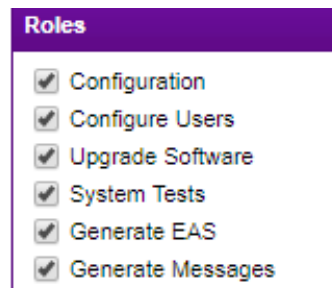 Roles
Configuration
Configure Users
Upgrade Software
System Tests
Generate EAS
Generate Messages